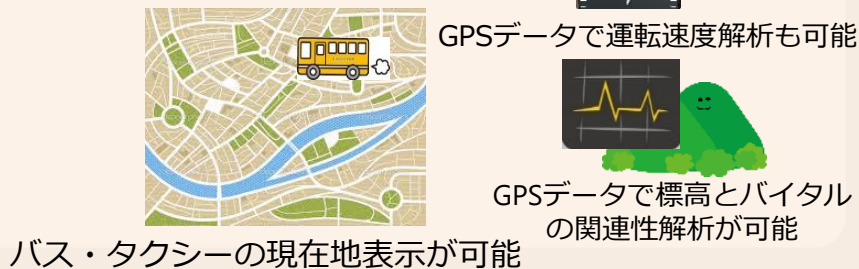 GPSデータで運転速度解析も可能
GPSデータで標高とバイタル
の関連性解析が可能
バス・タクシーの現在地表示が可能